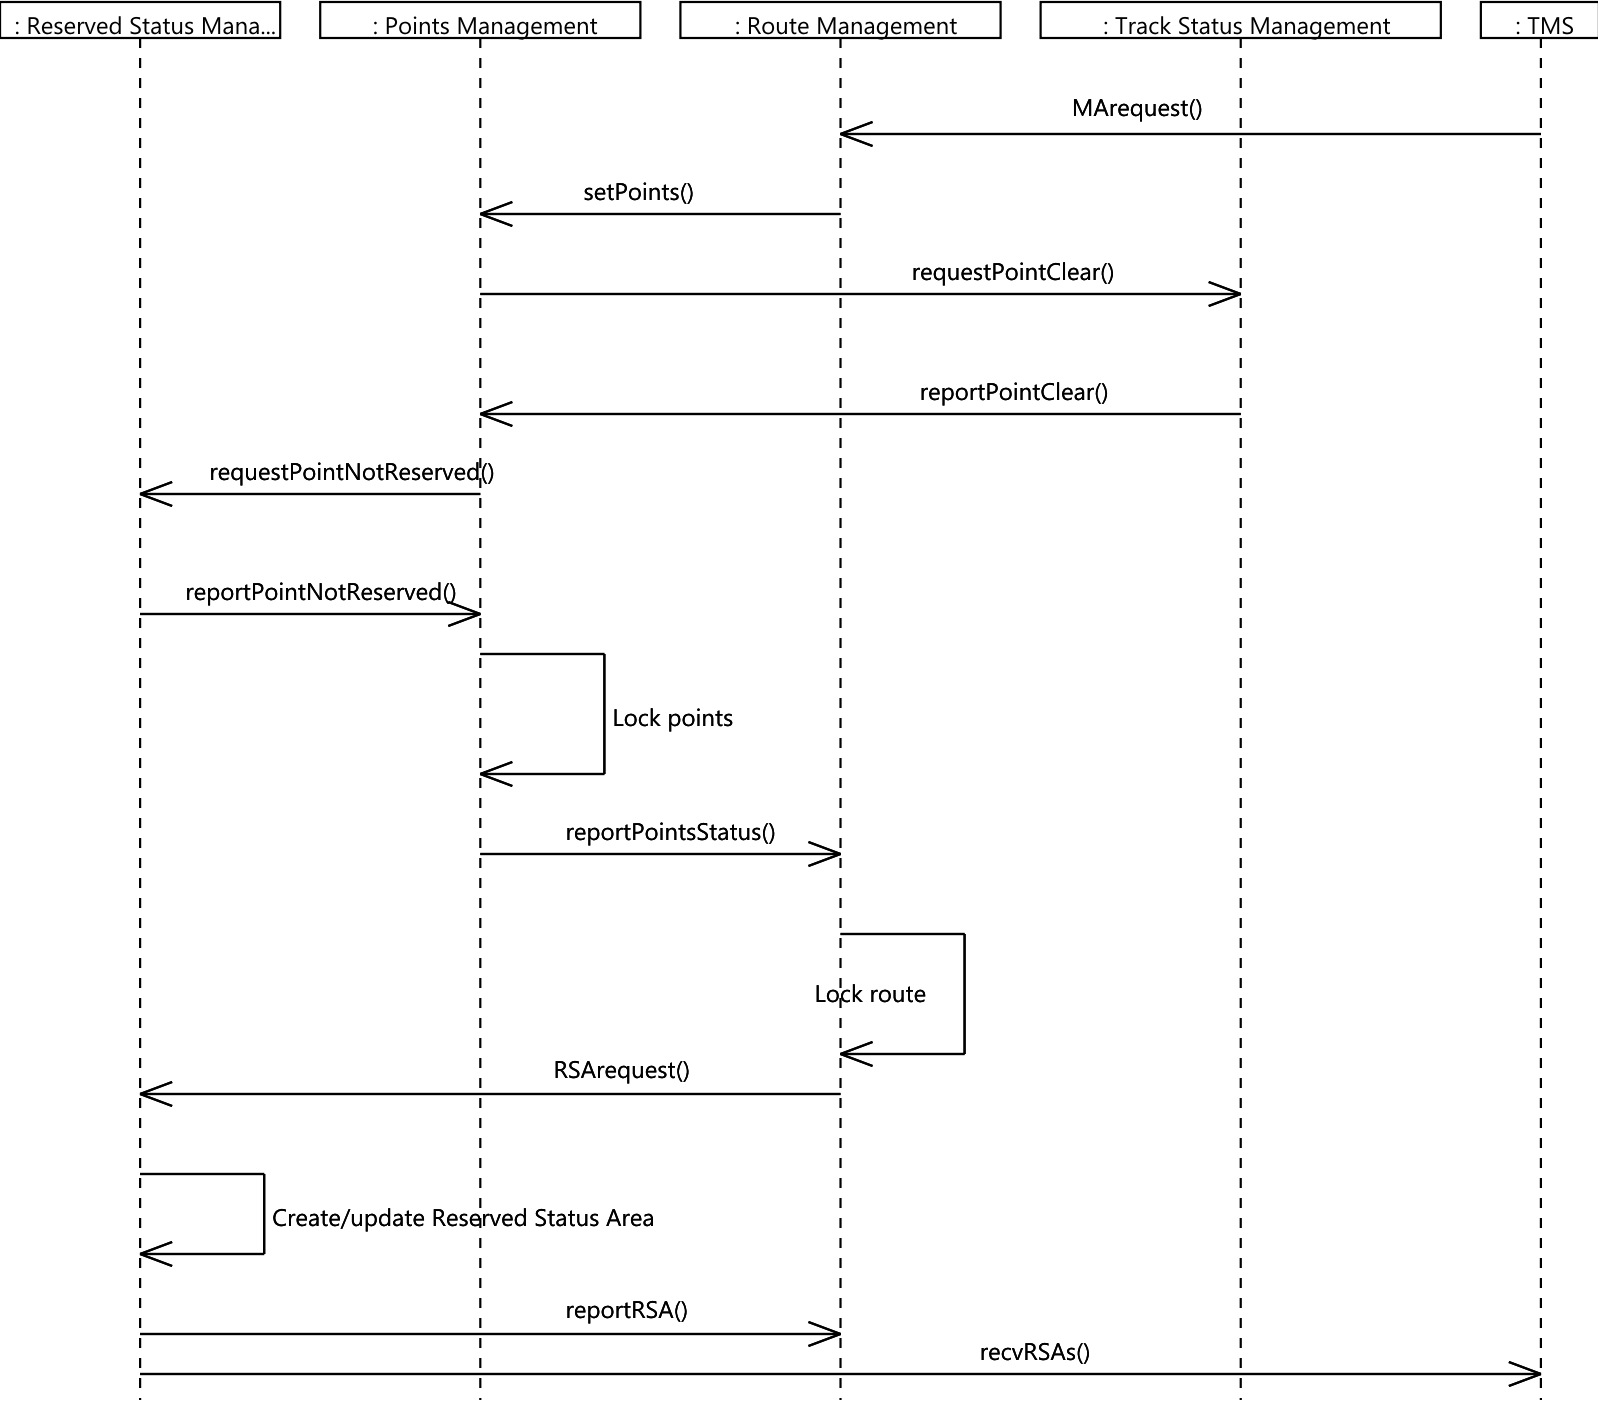 : Reserved Status Mana...
: Points Management
: Route Management
: Track Status Management
: TMS
MArequest()
setPoints()
requestPointClear()
reportPointClear()
requestPointNotReserved()
reportPointNotReserved()
Lock points
reportPointsStatus()
Lock route
RSArequest()
Create/update Reserved Status Area
reportRSA()
recvRSAs()